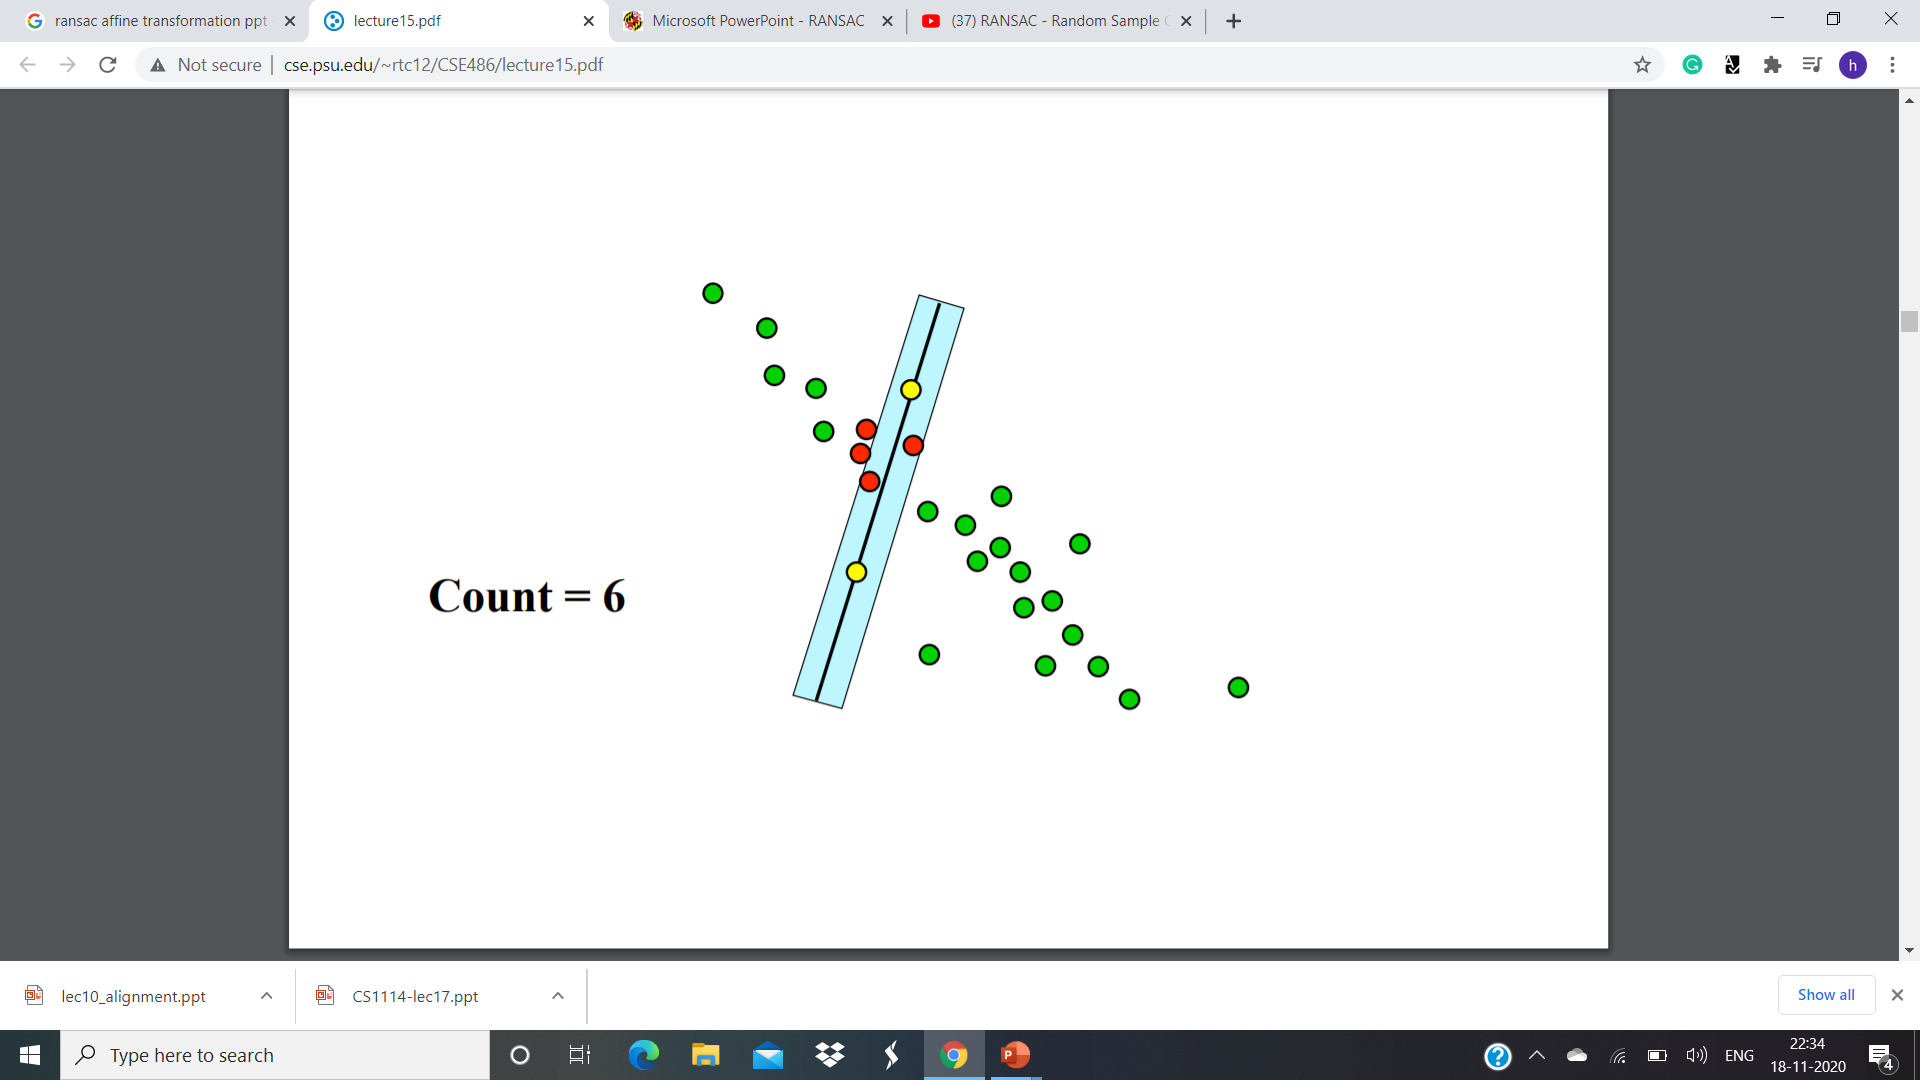 ransac affine transformation ppt
lecture15.pdf
Microsoft PowerPoint - RANSAC
(37) RANSAC - Random Sample
Not secure
cse.psu.edu/~rtc12/CSE486/lecture15.pdf
h
Count = 6
lec10_alignment.ppt
CS1114-lec17.ppt
Show all
Type here to search
ENG
22:34
18-11-2020
4